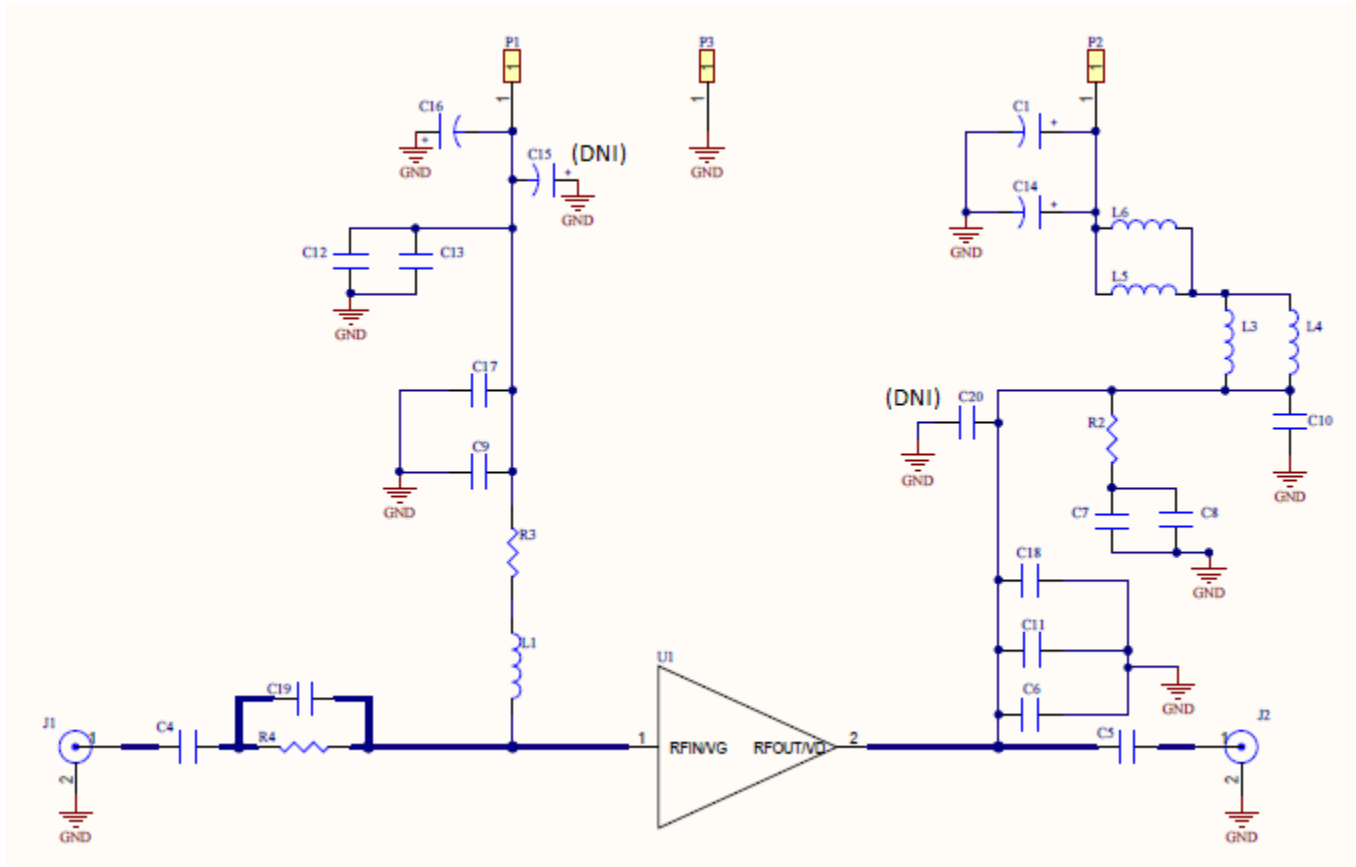 P1
P3
P2
1
1
1
1
1
1
C16
+
GND
C15
(DNI)
+
GND
GND
C1
+
C14
+
GND
L6
L5
L3
L4
C12
C13
GND
C17
C9
GND
(DNI)
C20
GND
R2
C10
GND
C7
C8
GND
R3
L1
C18
C11
C6
GND
U1
C19
J1
1
C4
R4
1
RFIN/VG
RFOUT/VD
2
C5
1
J2
2
GND
2
GND